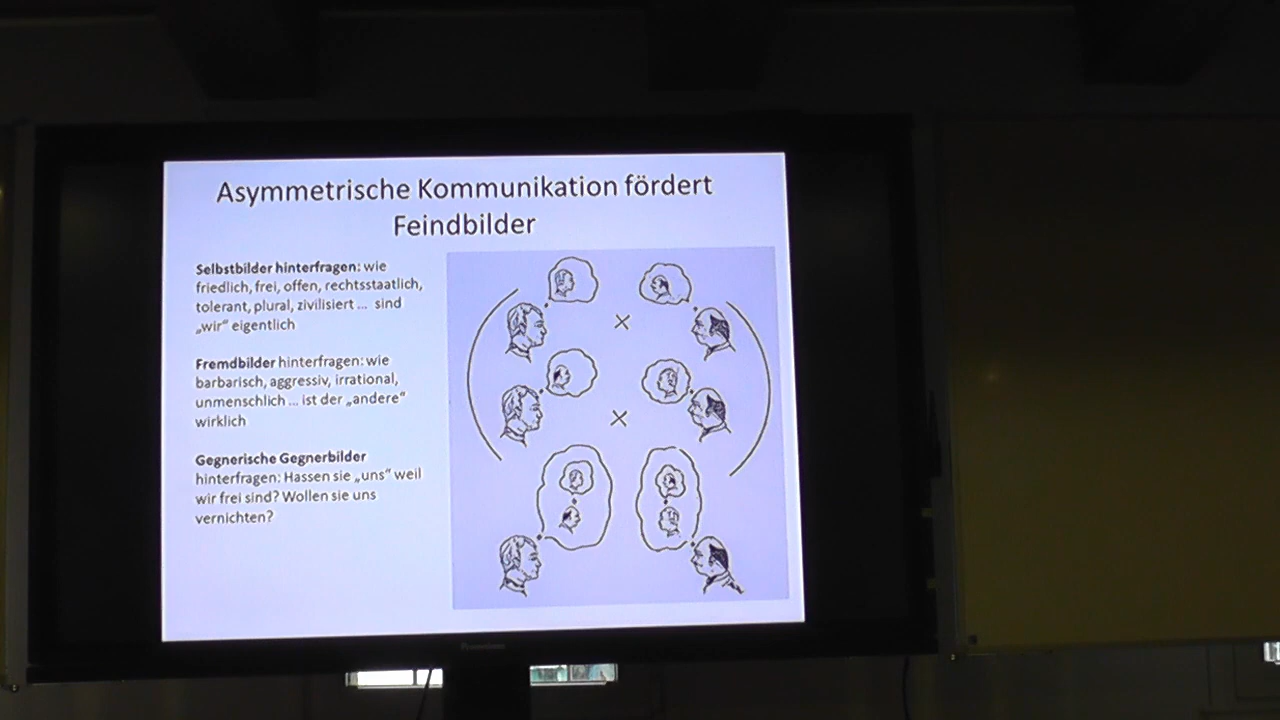 Asymmetrische Kommunikation fördert
Feindbilder
Selbstbilder hinterfragen: wie
friedlich, frei, offen, rechtsstaatlich,
tolerant, plural, zivilisiert ... sind
„wir“ eigentlich
Fremdbilder hinterfragen: wie
barbarisch, aggressiv, irrational,
unmenschlich ... ist der „andere“
wirklich
Gegnerische Gegnerbilder
hinterfragen: Hassen sie „uns“ weil
wir frei sind? Wollen sie uns
vernichten?